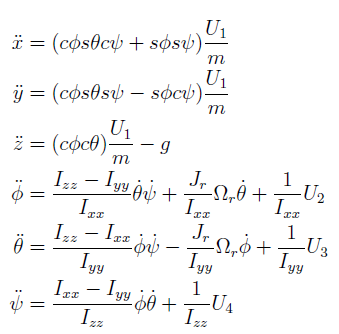 ẍ = (cϕsθcψ + sϕsψ) U₁/m
ÿ = (cϕsθsψ − sϕcψ) U₁/m
z̈ = (cϕcθ) U₁/m − g
ϕ̈ = (I_zz − I_yy)/I_xx θ̇ψ̇ + J_r/I_xx Ω_r θ̇ + 1/I_xx U₂
θ̈ = (I_zz − I_xx)/I_yy ϕ̇ψ̇ − J_r/I_yy Ω_r ϕ̇ + 1/I_yy U₃
ψ̈ = (I_xx − I_yy)/I_zz ϕ̇θ̇ + 1/I_zz U₄